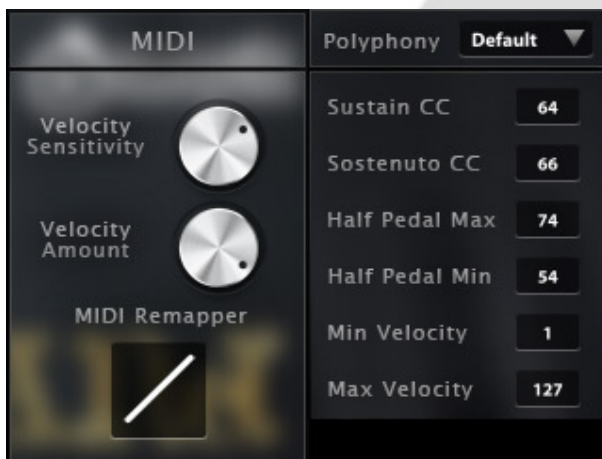 MIDI
Velocity
Sensitivity
Velocity
Amount
MIDI Remapper
Polyphony Default
Sustain CC 64
Sostenuto CC 66
Half Pedal Max 74
Half Pedal Min 54
Min Velocity 1
Max Velocity 127